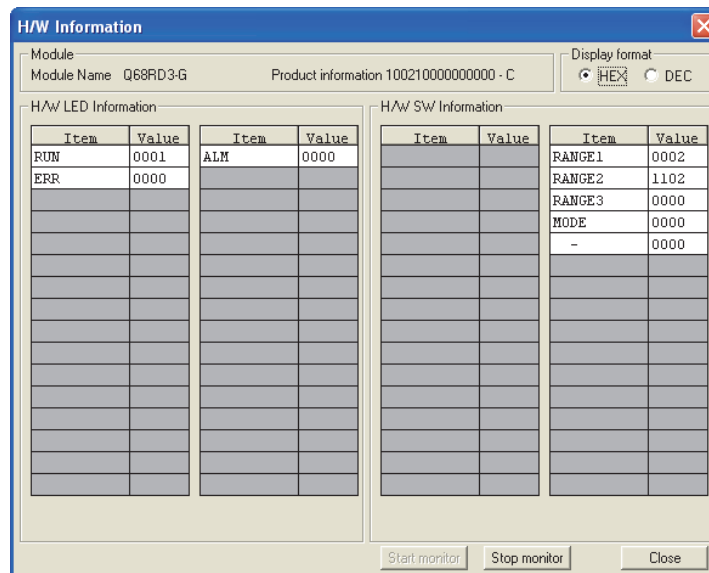 H/W Information
Module
Module Name Q68RD3-G Product information 100210000000000 - C
Display format
HEX DEC
H/W LED Information
Item Value Item Value
RUN 0001 ALM 0000
ERR 0000
H/W SW Information
Item Value Item Value
RANGE1 0002
RANGE2 1102
RANGE3 0000
MODE 0000
- 0000
Start monitor Stop monitor Close